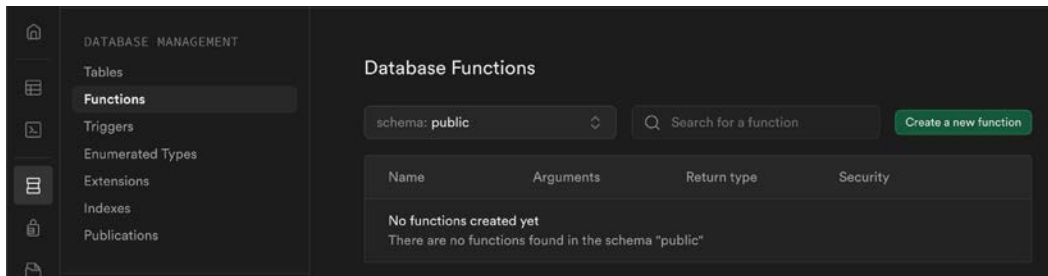 DATABASE MANAGEMENT
Tables
Functions
Triggers
Enumerated Types
Extensions
Indexes
Publications
Database Functions
schema: public
Search for a function
Create a new function
Name Arguments Return type Security
No functions created yet
There are no functions found in the schema "public"